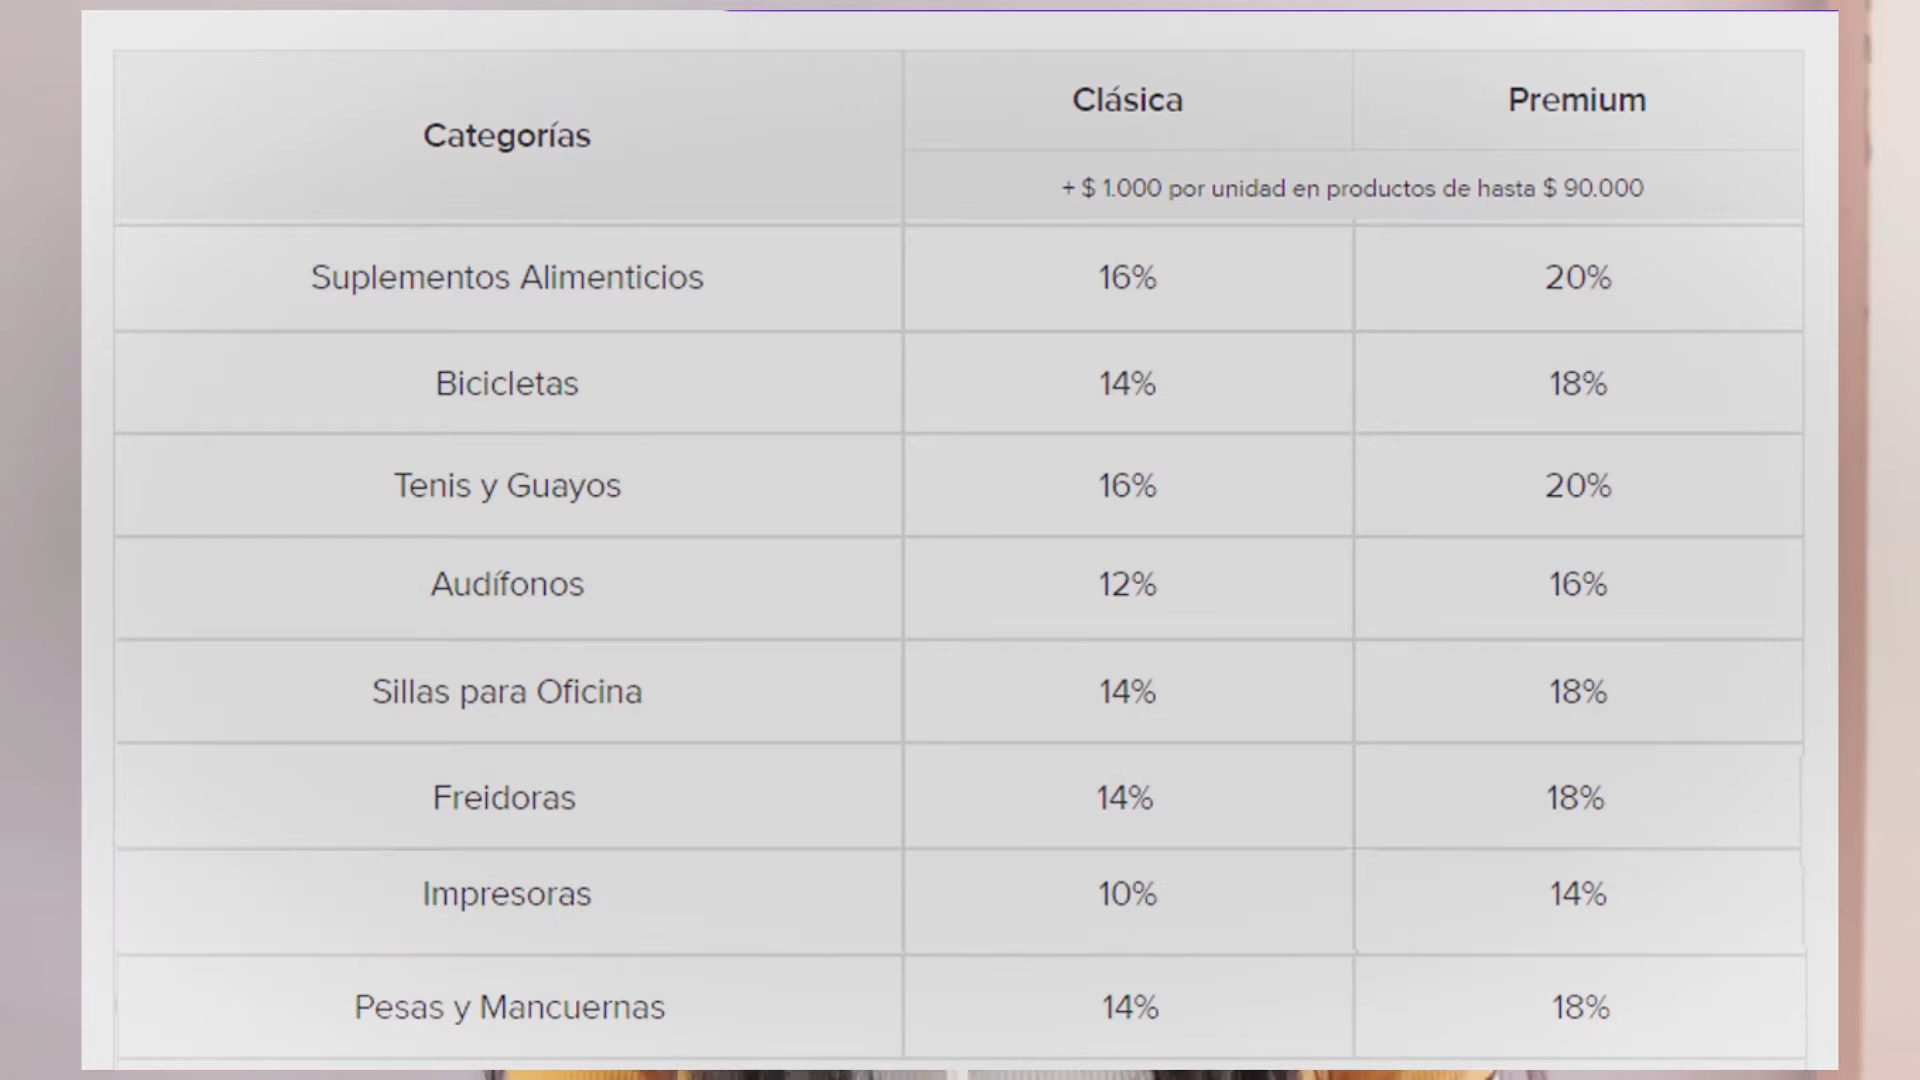 Categorías
Clásica Premium
+ $ 1.000 por unidad en productos de hasta $ 90.000
Suplementos Alimenticios 16% 20%
Bicicletas 14% 18%
Tenis y Guayos 16% 20%
Audífonos 12% 16%
Sillas para Oficina 14% 18%
Freidoras 14% 18%
Impresoras 10% 14%
Pesas y Mancuernas 14% 18%